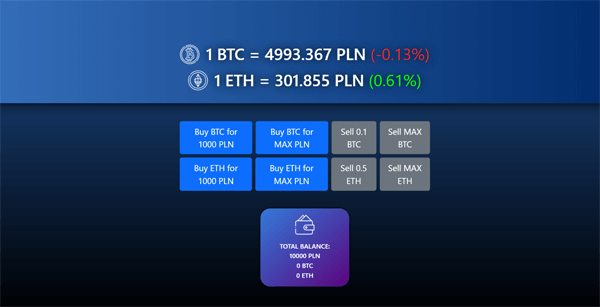 1 BTC = 4993.367 PLN (-0.13%)
1 ETH = 301.855 PLN (0.61%)
Buy BTC for
1000 PLN
Buy BTC for
MAX PLN
Sell 0.1
BTC
Sell MAX
BTC
Buy ETH for
1000 PLN
Buy ETH for
MAX PLN
Sell 0.5
ETH
Sell MAX
ETH
TOTAL BALANCE:
10000 PLN
0 BTC
0 ETH